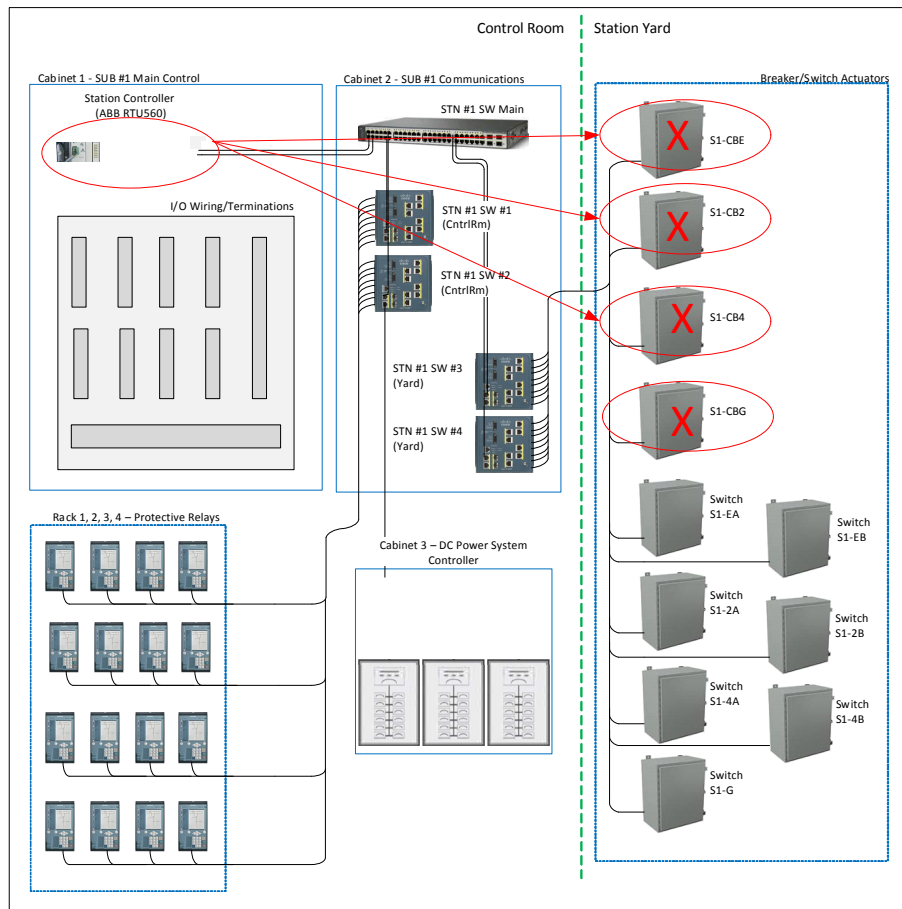 Control Room
Station Yard
Cabinet 1 - SUB #1 Main Control
Station Controller
(ABB RTU560)
I/O Wiring/Terminations
Cabinet 2 - SUB #1 Communications
STN #1 SW Main
STN #1 SW #1
(CntrlRm)
STN #1 SW #2
(CntrlRm)
STN #1 SW #3
(Yard)
STN #1 SW #4
(Yard)
Rack 1, 2, 3, 4 – Protective Relays
Cabinet 3 – DC Power System
Controller
Breaker/Switch Actuators
X
S1-CBE
X
S1-CB2
X
S1-CB4
X
S1-CBG
Switch
S1-EA
Switch
S1-EB
Switch
S1-2A
Switch
S1-2B
Switch
S1-4A
Switch
S1-4B
Switch
S1-G